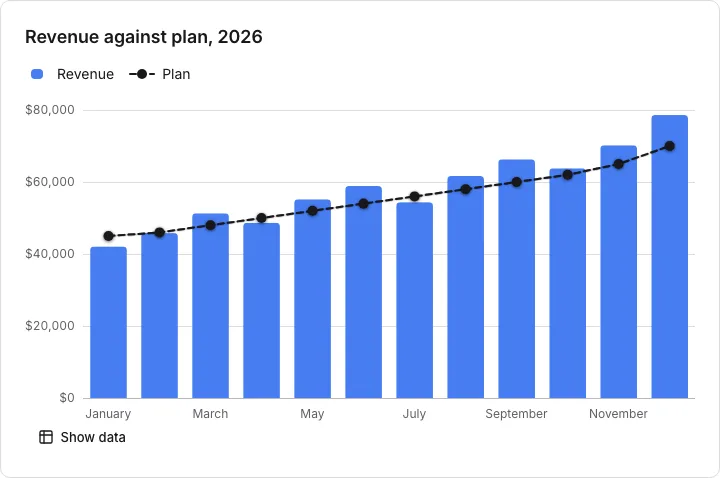 Revenue against plan, 2026
Revenue Plan
$80,000
$60,000
$40,000
$20,000
$0
January March May July September November
Show data